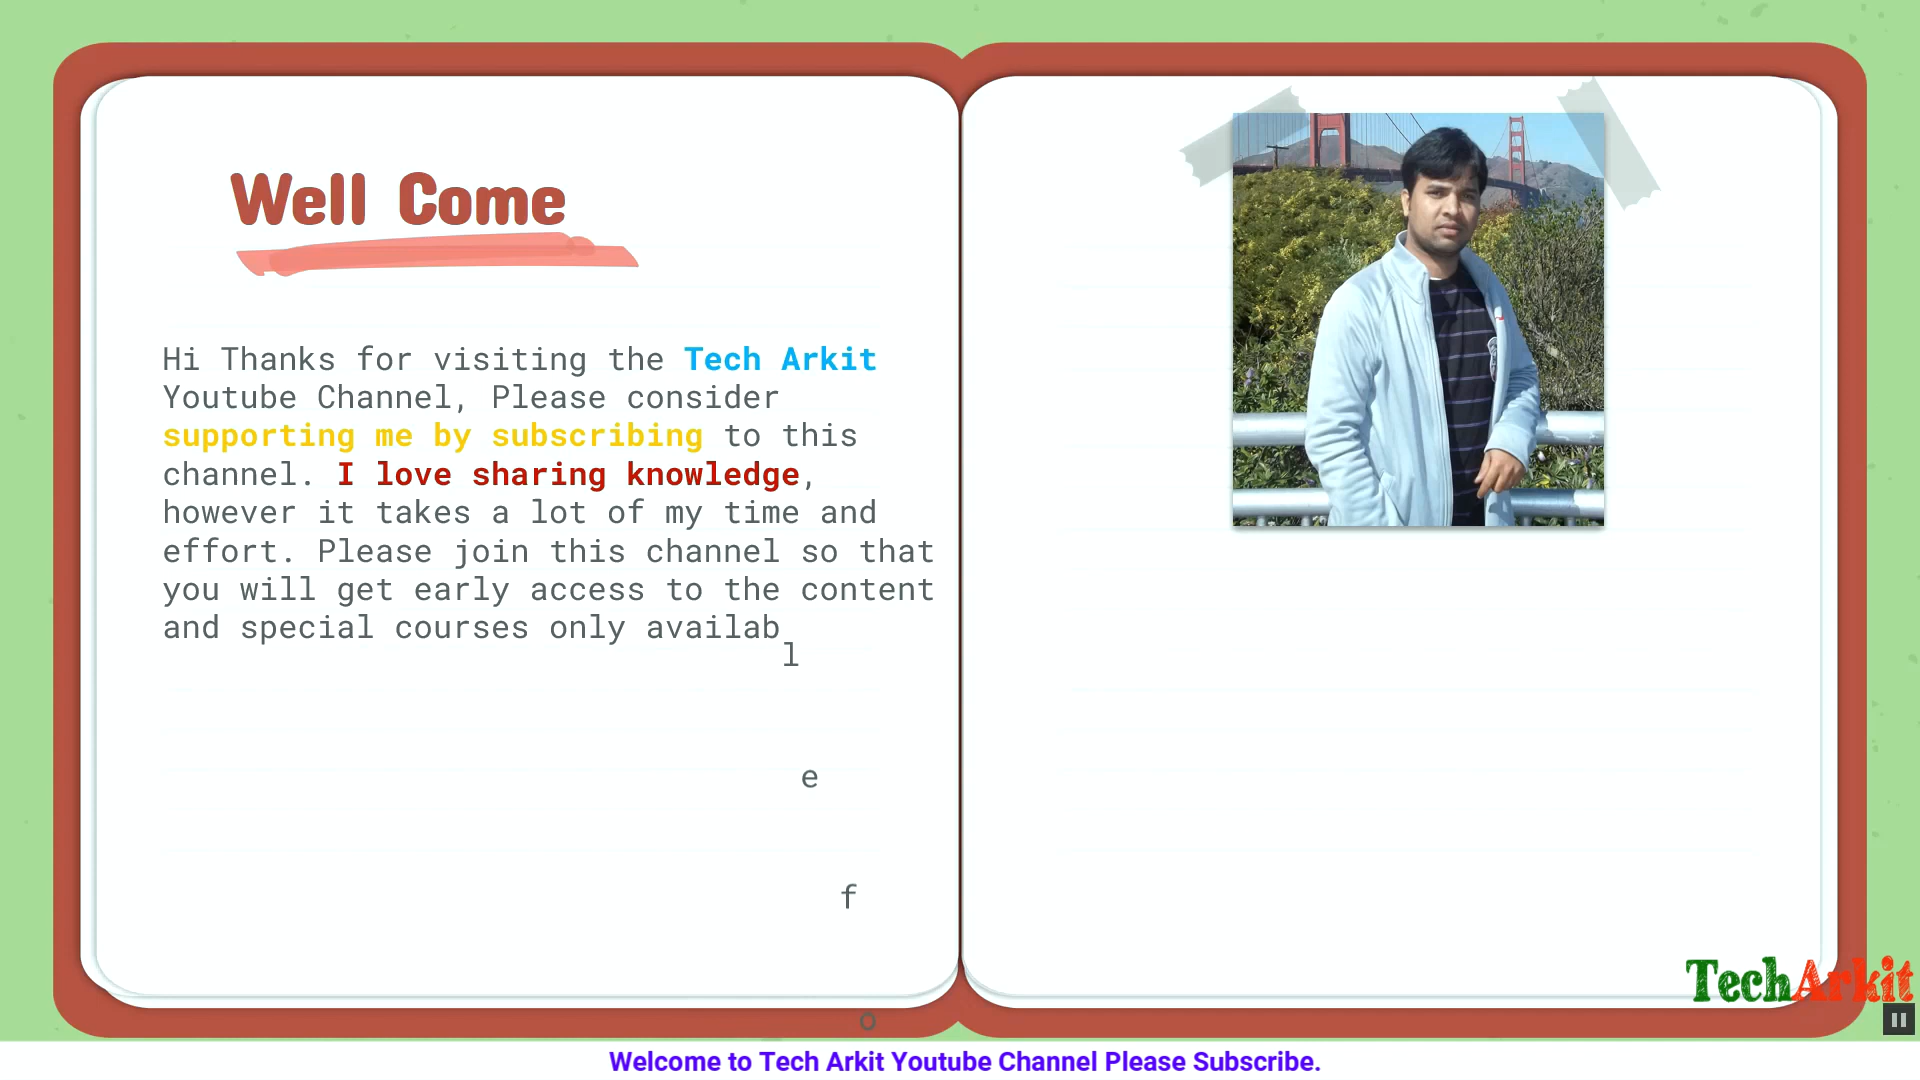 Well Come
Hi Thanks for visiting the Tech Arkit
Youtube Channel, Please consider
supporting me by subscribing to this
channel. I love sharing knowledge,
however it takes a lot of my time and
effort. Please join this channel so that
you will get early access to the content
and special courses only availab
l
e
f
o
TechArkit
Welcome to Tech Arkit Youtube Channel Please Subscribe.